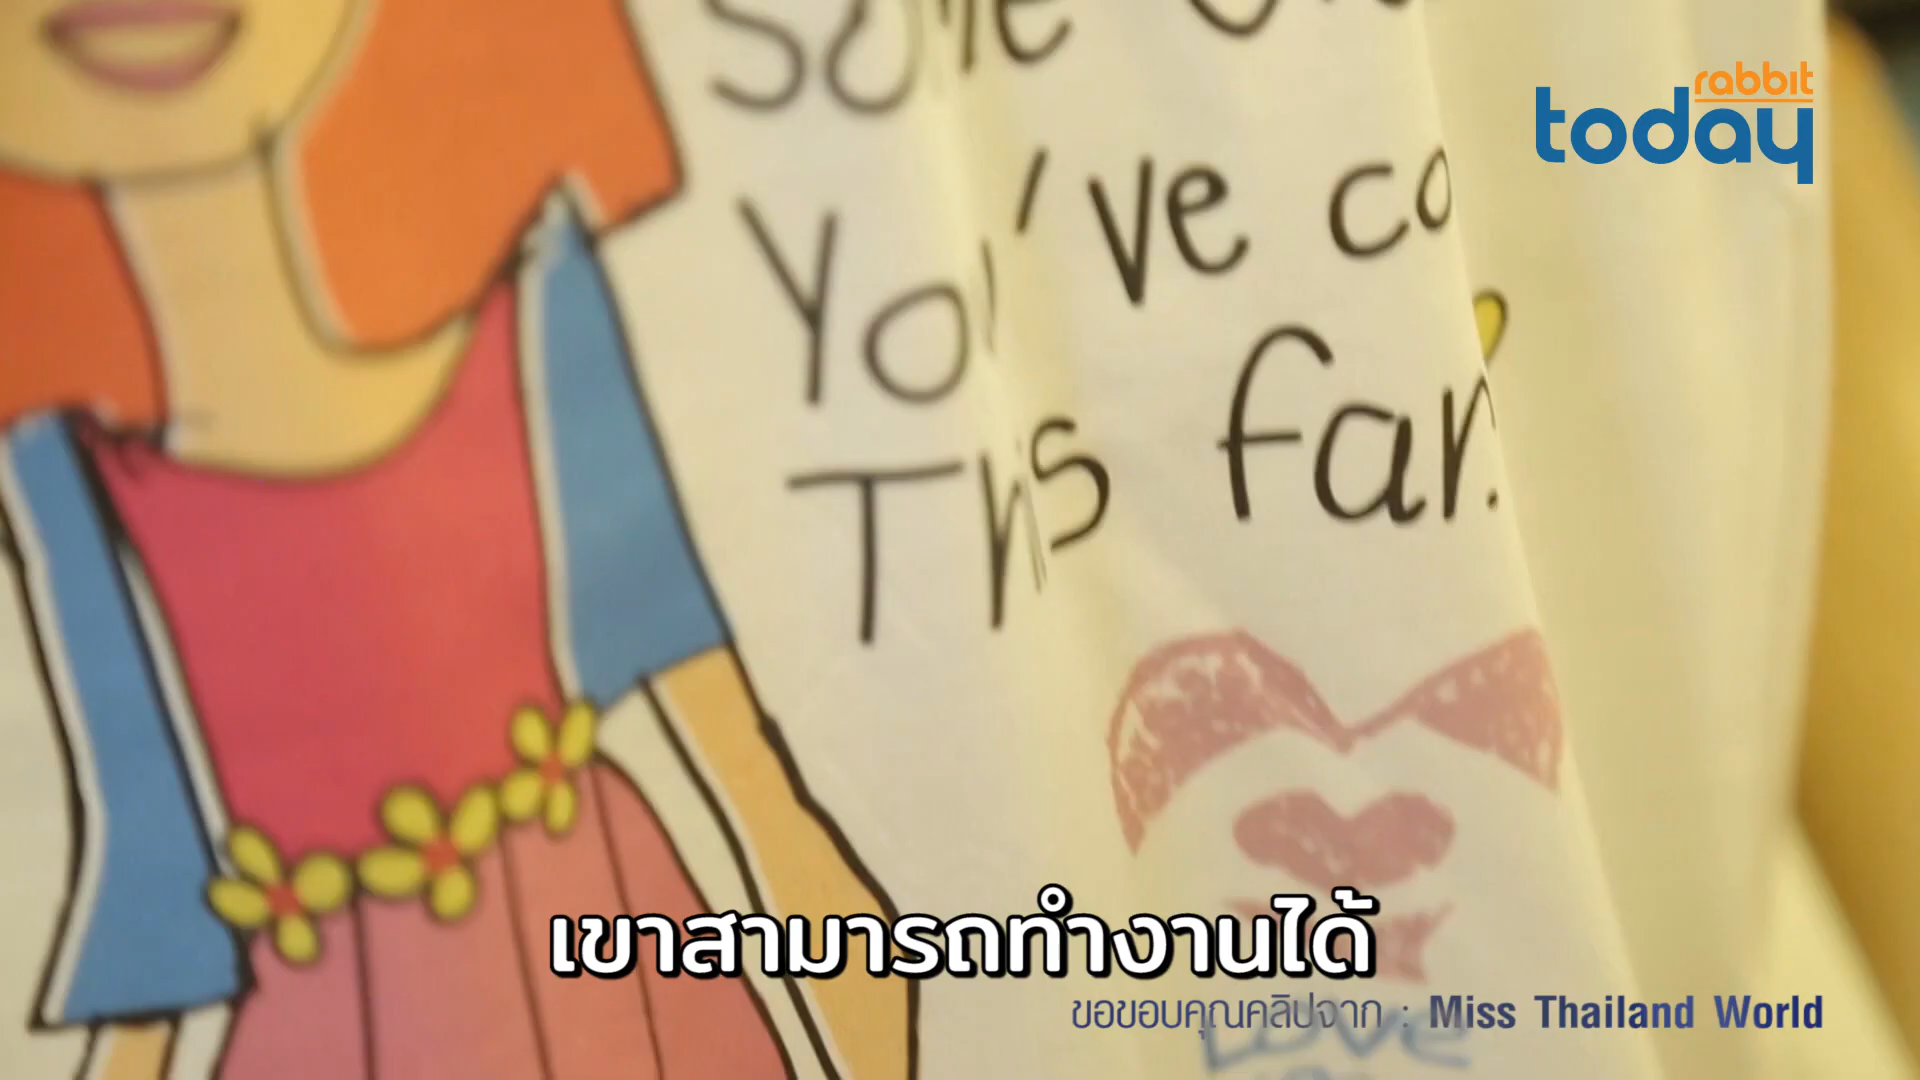 rabbit
today
You've co
This far.
เขาสามารถทำงานได้
ขอขอบคุณคลิปจาก : Miss Thailand World
Love